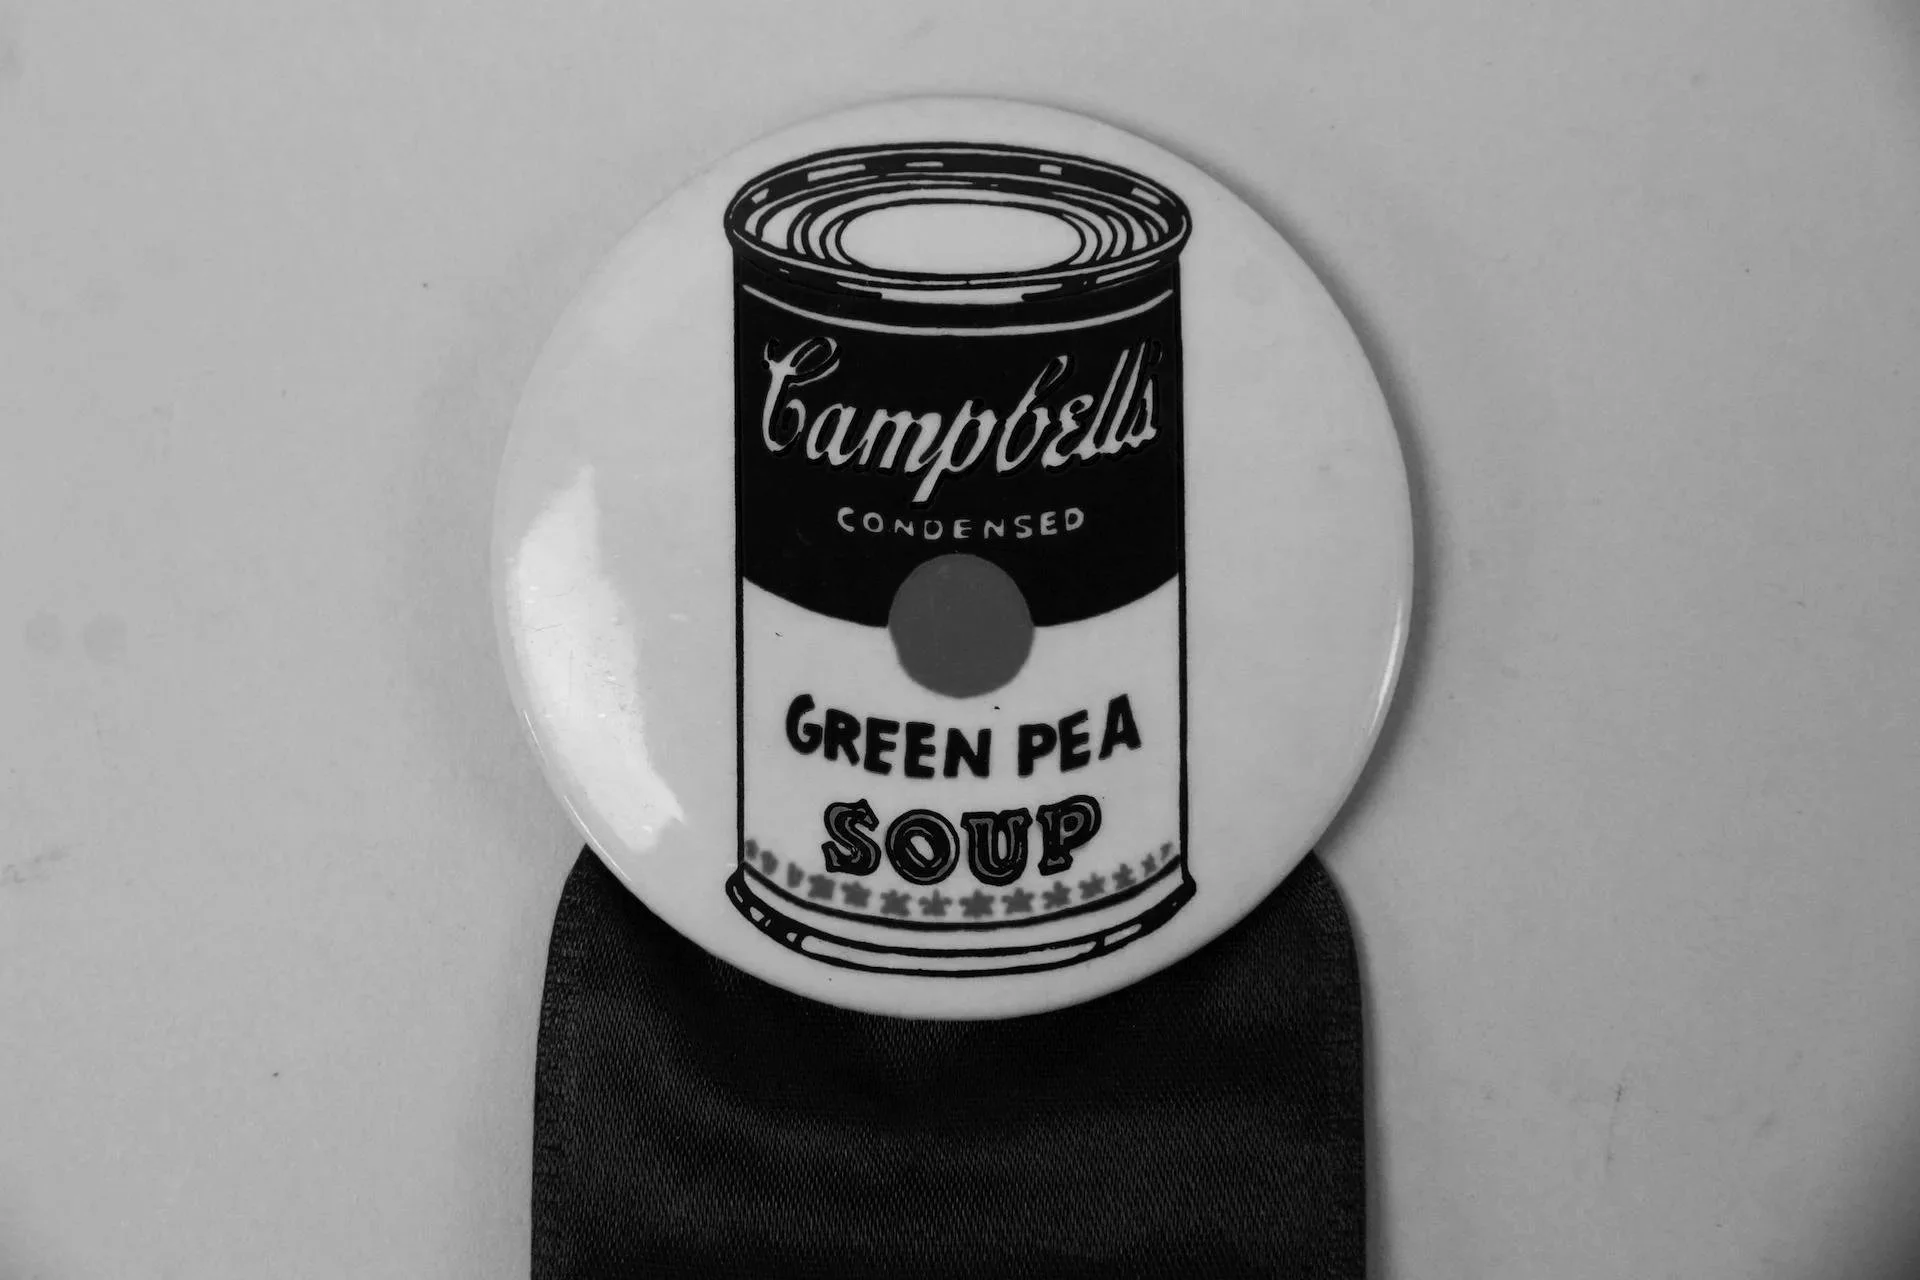 Campbell's
CONDENSED
GREEN PEA
SOUP